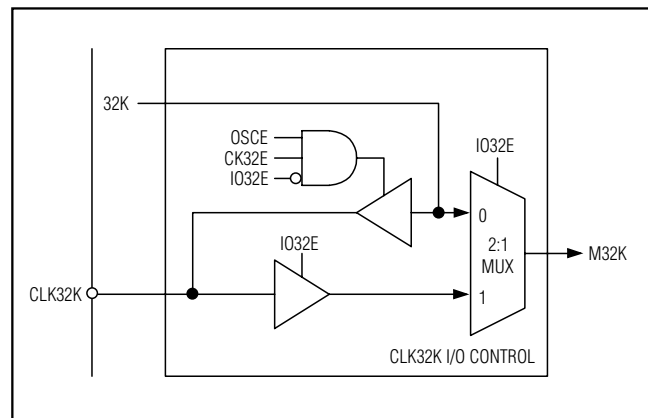 32K
OSCE
CK32E
IO32E
IO32E
0
2:1
MUX
M32K
IO32E
CLK32K
1
CLK32K I/O CONTROL